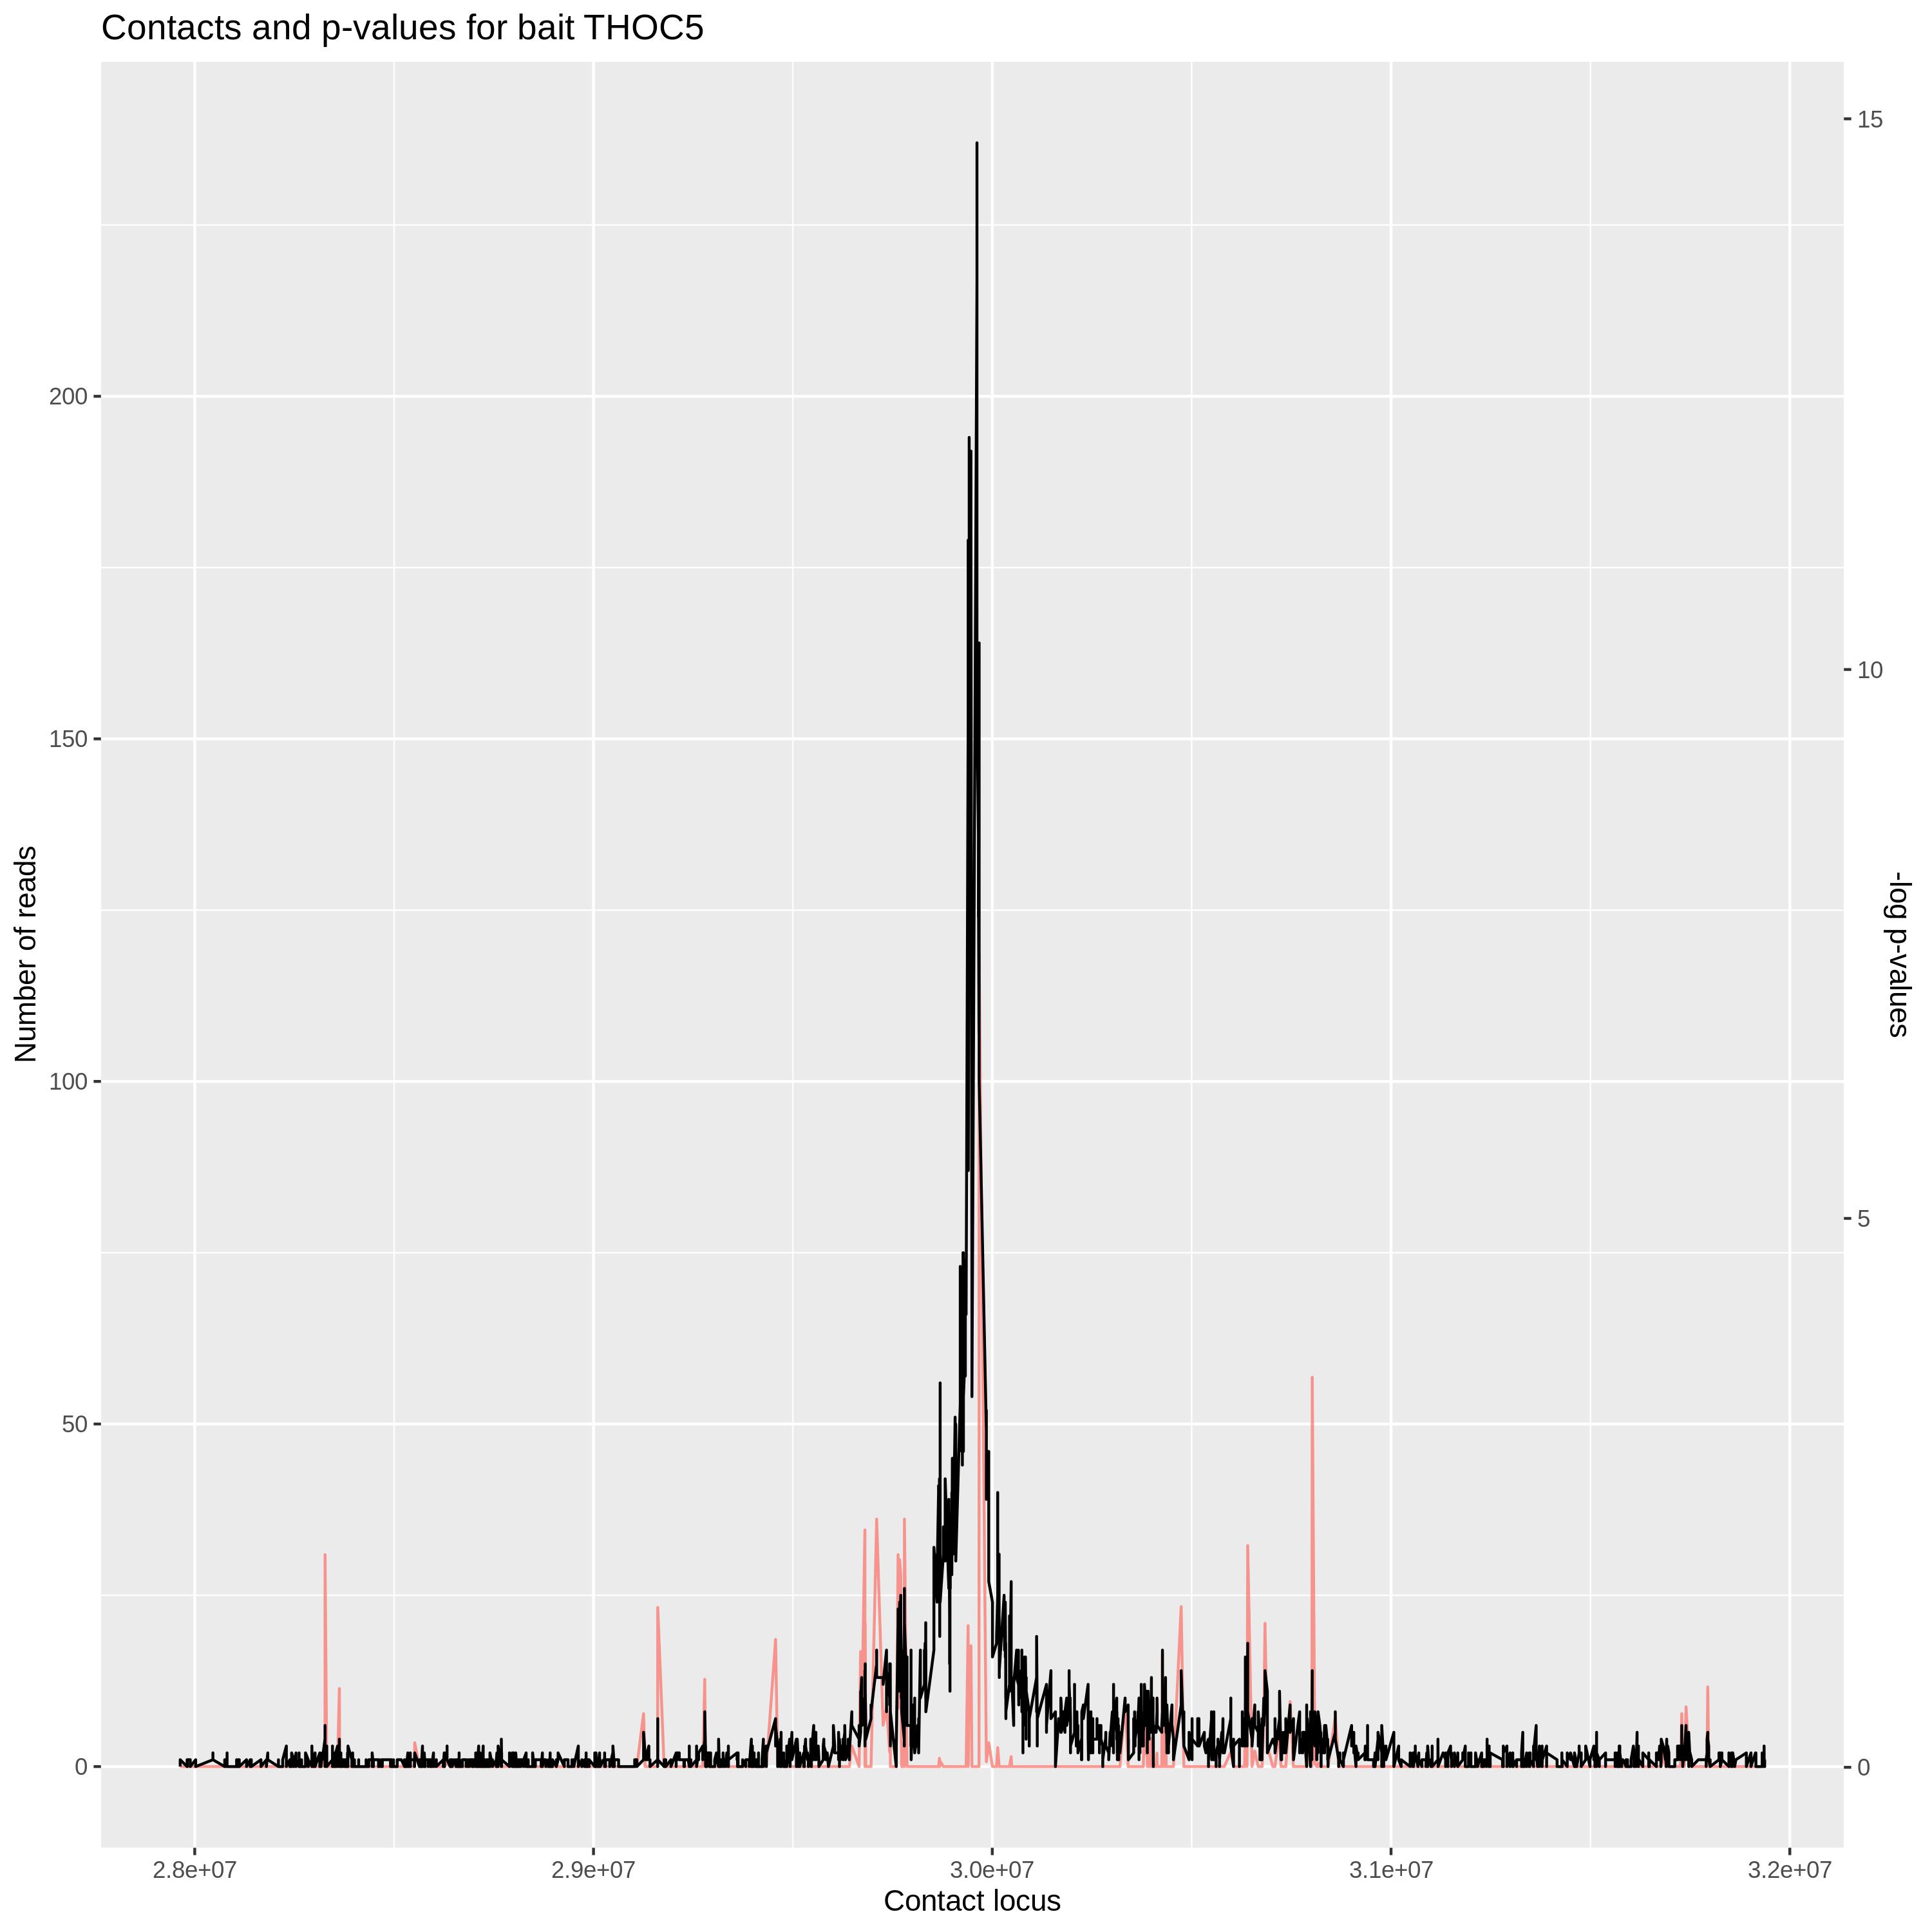 Contacts and p-values for bait THOC5
15
200
10
150
Number of reads
-log p-values
100
5
50
0
0
2.8e+07
2.9e+07
3.0e+07
3.1e+07
3.2e+07
Contact locus